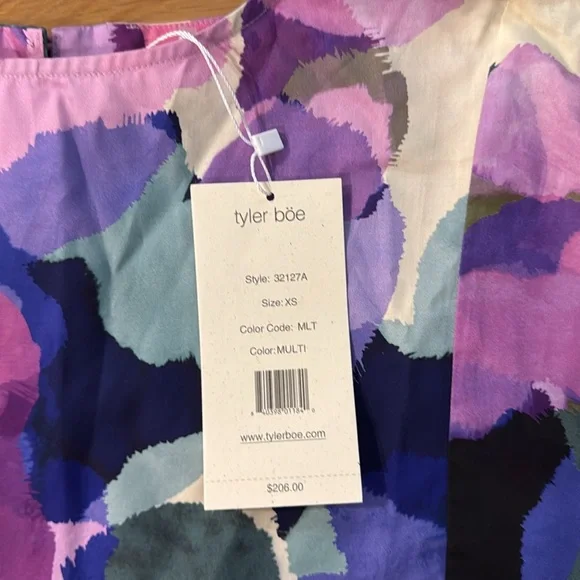 tyler böe
Style: 32127A
Size: XS
Color Code: MLT
Color: MULTI
www.tylerboe.com
$206.00